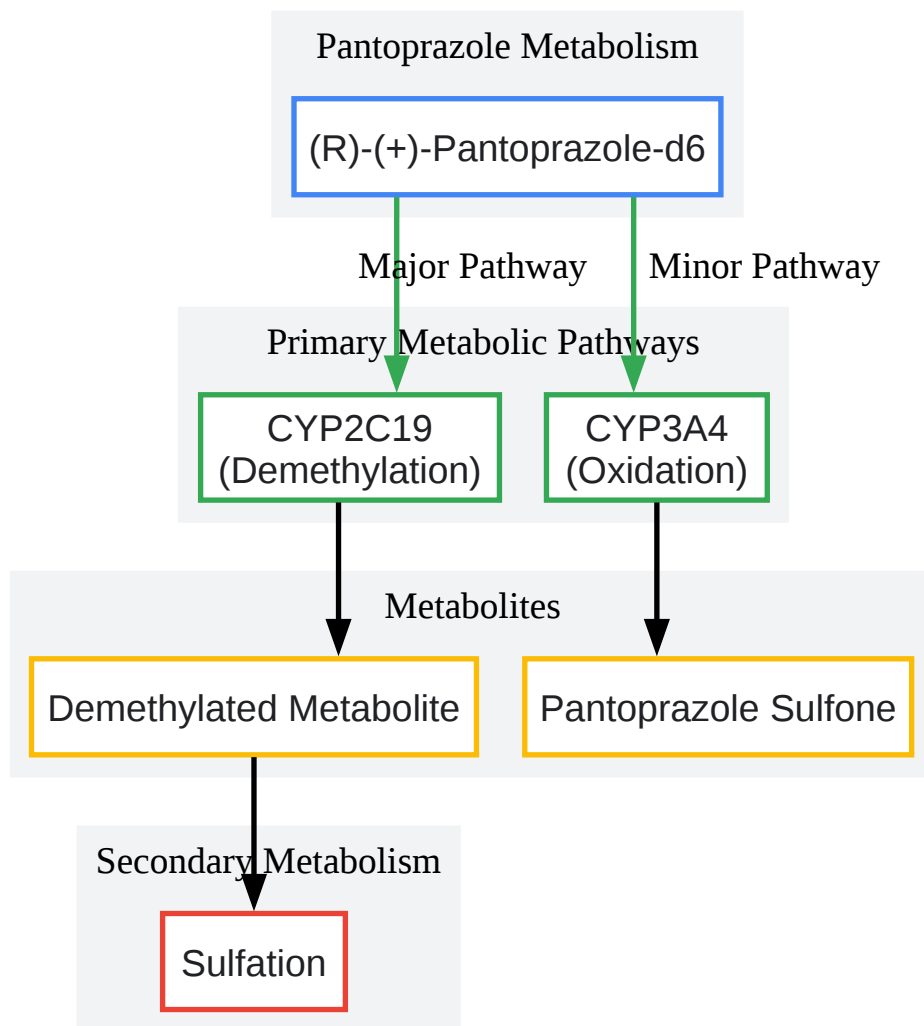 Pantoprazole Metabolism
(R)-(+)-Pantoprazole-d6
Major Pathway
Minor Pathway
Primary Metabolic Pathways
CYP2C19
(Demethylation)
CYP3A4
(Oxidation)
Metabolites
Demethylated Metabolite
Pantoprazole Sulfone
Secondary Metabolism
Sulfation